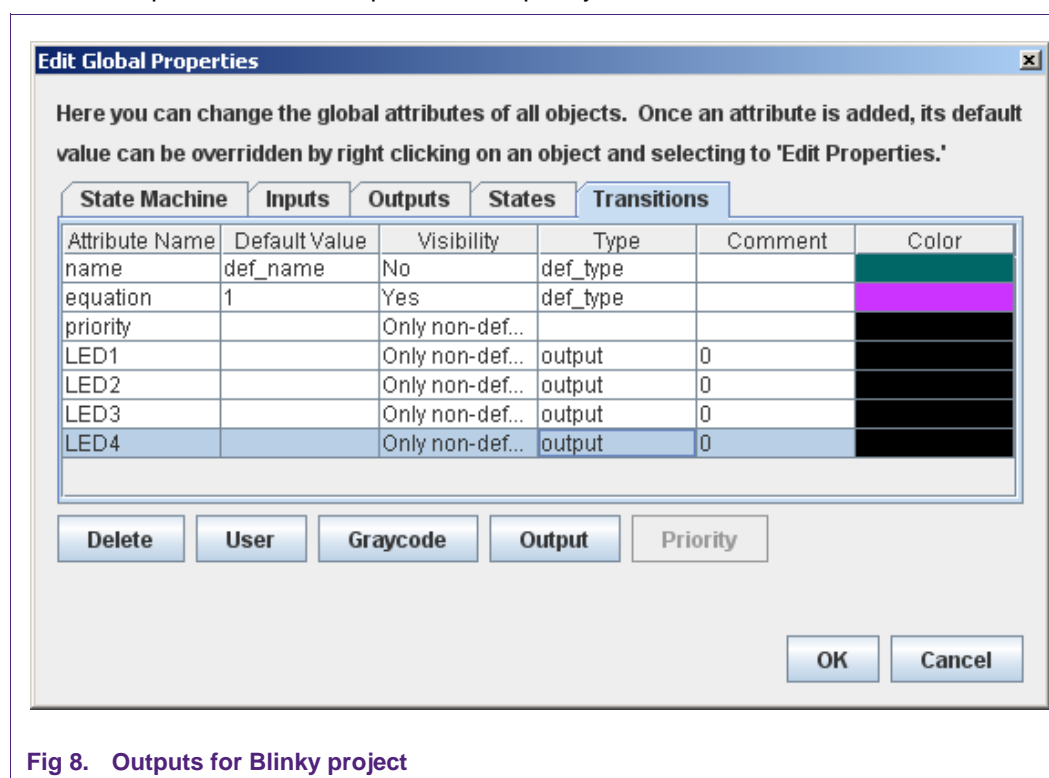 Edit Global Properties
Here you can change the global attributes of all objects. Once an attribute is added, its default
value can be overridden by right clicking on an object and selecting to 'Edit Properties.'
State Machine Inputs Outputs States Transitions
Attribute Name Default Value Visibility Type Comment Color
name def_name No def_type
equation 1 Yes def_type
priority Only non-def...
LED1 Only non-def... output 0
LED2 Only non-def... output 0
LED3 Only non-def... output 0
LED4 Only non-def... output 0
Delete User Graycode Output Priority
OK Cancel
Fig 8. Outputs for Blinky project